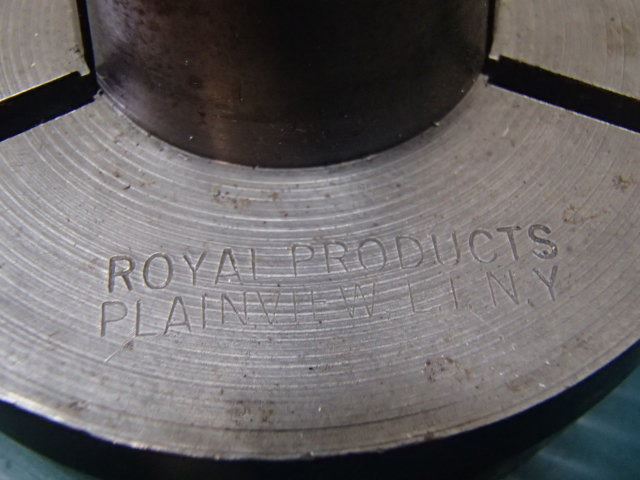 ROYAL PRODUCTS
PLAINVIEW. L. I. N. Y